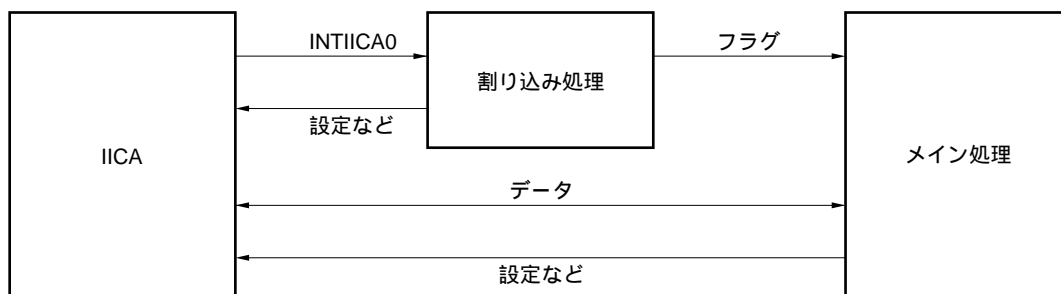 INTIICA0
フラグ
割り込み処理
設定など
IICA
メイン処理
データ
設定など